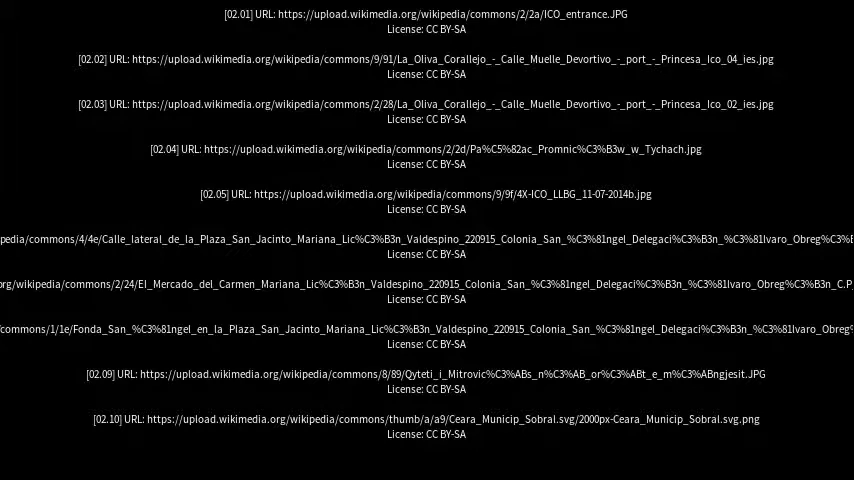 [02.01] URL: https://upload.wikimedia.org/wikipedia/commons/2/2a/ICO_entrance.JPG
License: CC BY-SA
[02.02] URL: https://upload.wikimedia.org/wikipedia/commons/9/91/La_Oliva_Corallejo_-_Calle_Muelle_Devortivo_-_port_-_Princesa_Ico_04_ies.jpg
License: CC BY-SA
[02.03] URL: https://upload.wikimedia.org/wikipedia/commons/2/28/La_Oliva_Corallejo_-_Calle_Muelle_Devortivo_-_port_-_Princesa_Ico_02_ies.jpg
License: CC BY-SA
[02.04] URL: https://upload.wikimedia.org/wikipedia/commons/2/2d/Pa%C5%82ac_Promnic%C3%B3w_w_Tychach.jpg
License: CC BY-SA
[02.05] URL: https://upload.wikimedia.org/wikipedia/commons/9/9f/4X-ICO_LLBG_11-07-2014b.jpg
License: CC BY-SA
pedia/commons/4/4e/Calle_lateral_de_la_Plaza_San_Jacinto_Mariana_Lic%C3%B3n_Valdespino_220915_Colonia_San_%C3%81ngel_Delegaci%C3%B3n_%C3%81lvaro_Obreg%C3%B
License: CC BY-SA
org/wikipedia/commons/2/24/El_Mercado_del_Carmen_Mariana_Lic%C3%B3n_Valdespino_220915_Colonia_San_%C3%81ngel_Delegaci%C3%B3n_%C3%81lvaro_Obreg%C3%B3n_C.P_
License: CC BY-SA
/commons/1/1e/Fonda_San_%C3%81ngel_en_la_Plaza_San_Jacinto_Mariana_Lic%C3%B3n_Valdespino_220915_Colonia_San_%C3%81ngel_Delegaci%C3%B3n_%C3%81lvaro_Obreg%
License: CC BY-SA
[02.09] URL: https://upload.wikimedia.org/wikipedia/commons/8/89/Qyteti_i_Mitrovic%C3%ABs_n%C3%AB_or%C3%ABt_e_m%C3%ABngjesit.JPG
License: CC BY-SA
[02.10] URL: https://upload.wikimedia.org/wikipedia/commons/thumb/a/a9/Ceara_Municip_Sobral.svg/2000px-Ceara_Municip_Sobral.svg.png
License: CC BY-SA